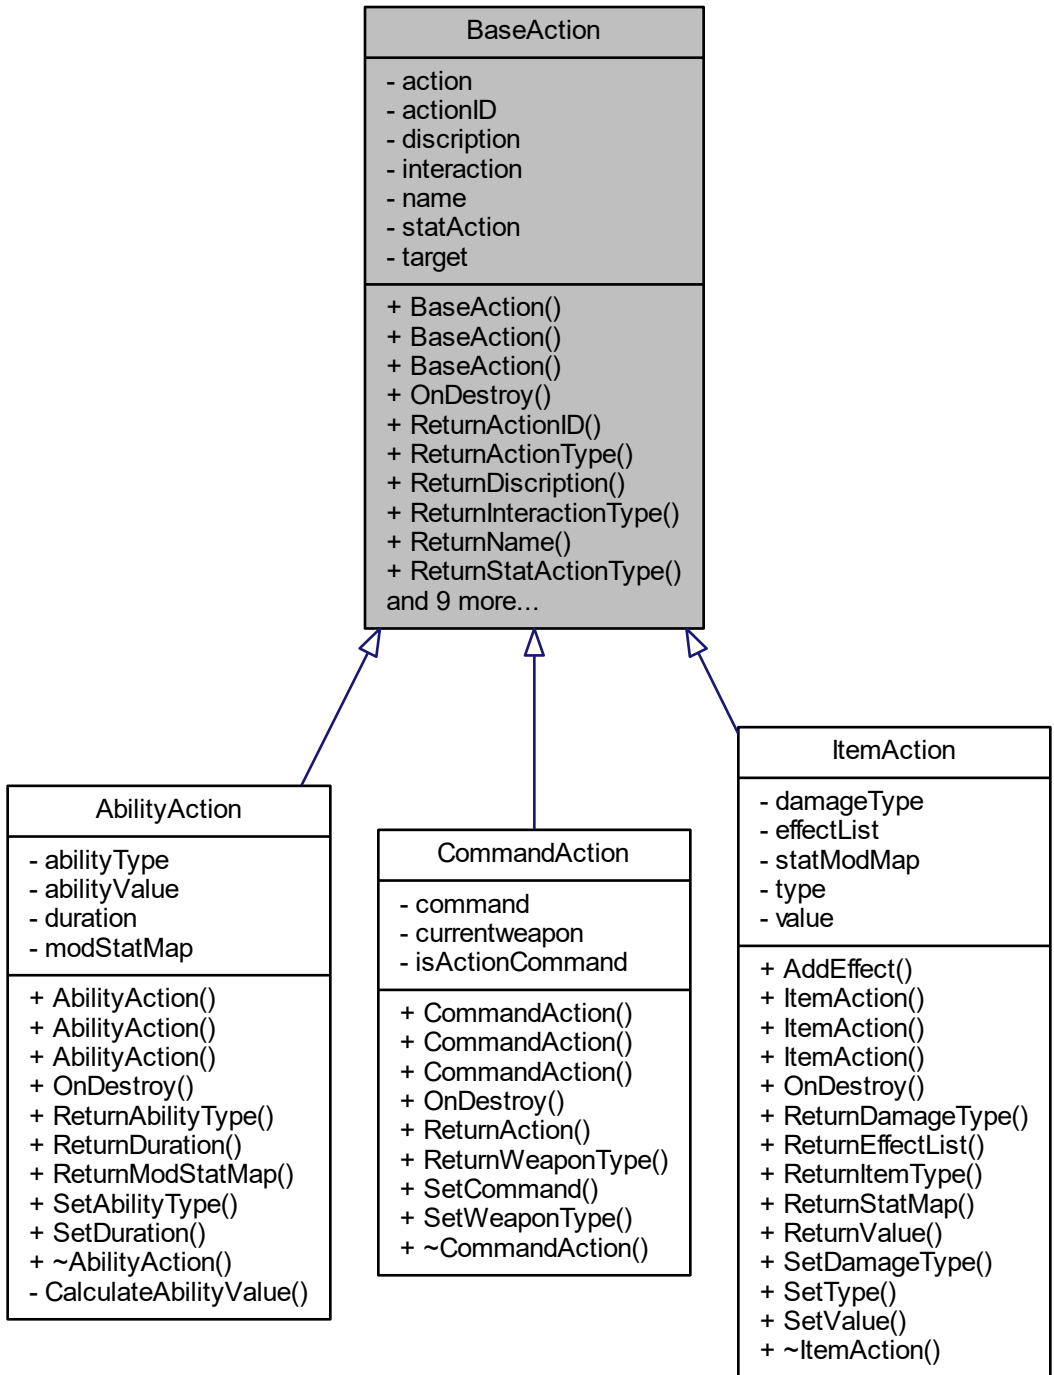 BaseAction
- action
- actionID
- discription
- interaction
- name
- statAction
- target
+ BaseAction()
+ BaseAction()
+ BaseAction()
+ OnDestroy()
+ ReturnActionID()
+ ReturnActionType()
+ ReturnDiscription()
+ ReturnInteractionType()
+ ReturnName()
+ ReturnStatActionType()
and 9 more...
AbilityAction
- abilityType
- abilityValue
- duration
- modStatMap
+ AbilityAction()
+ AbilityAction()
+ AbilityAction()
+ OnDestroy()
+ ReturnAbilityType()
+ ReturnDuration()
+ ReturnModStatMap()
+ SetAbilityType()
+ SetDuration()
+ ~AbilityAction()
- CalculateAbilityValue()
CommandAction
- command
- currentweapon
- isActionCommand
+ CommandAction()
+ CommandAction()
+ CommandAction()
+ OnDestroy()
+ ReturnAction()
+ ReturnWeaponType()
+ SetCommand()
+ SetWeaponType()
+ ~CommandAction()
ItemAction
- damageType
- effectList
- statModMap
- type
- value
+ AddEffect()
+ ItemAction()
+ ItemAction()
+ ItemAction()
+ OnDestroy()
+ ReturnDamageType()
+ ReturnEffectList()
+ ReturnItemType()
+ ReturnStatMap()
+ ReturnValue()
+ SetDamageType()
+ SetType()
+ SetValue()
+ ~ItemAction()